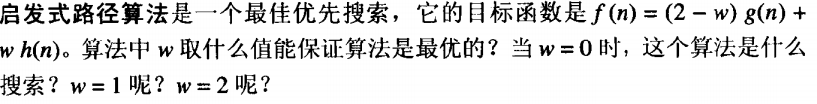 启发式路径算法是一个最佳优先搜索，它的目标函数是 f (n) = (2 − w) g(n) +
w h(n)。算法中 w 取什么值能保证算法是最优的？当 w = 0 时，这个算法是什么
搜索？w = 1 呢？w = 2 呢？